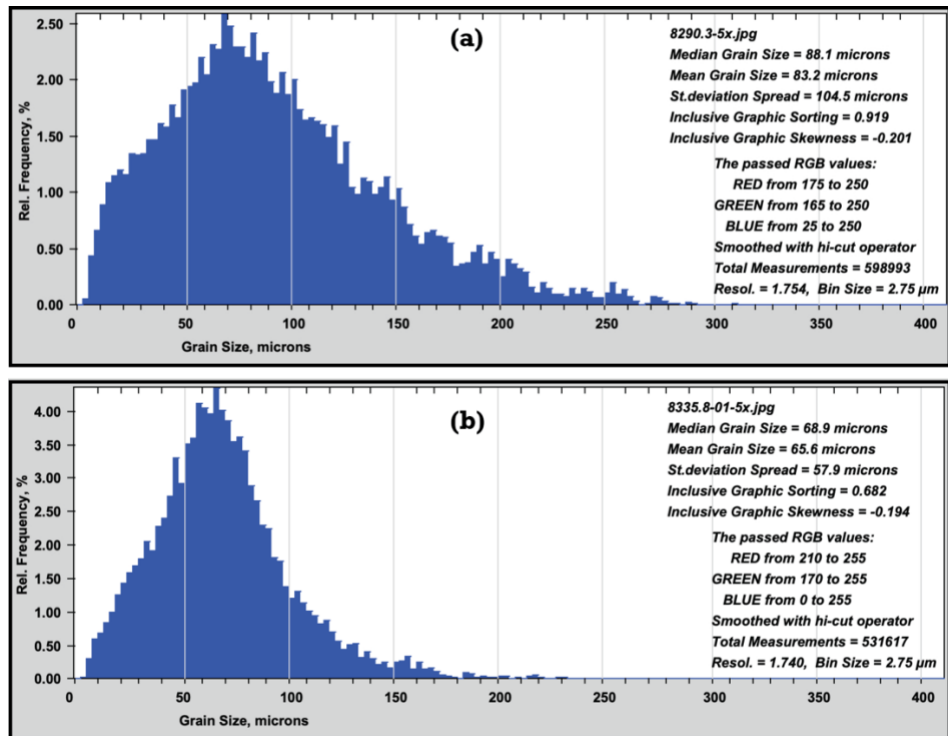 (a)
8290.3-5x.jpg
Median Grain Size = 88.1 microns
Mean Grain Size = 83.2 microns
St.deviation Spread = 104.5 microns
Inclusive Graphic Sorting = 0.919
Inclusive Graphic Skewness = -0.201
The passed RGB values:
RED from 175 to 250
GREEN from 165 to 250
BLUE from 25 to 250
Smoothed with hi-cut operator
Total Measurements = 598993
Resol. = 1.754, Bin Size = 2.75 µm
Rel. Frequency, %
2.50
2.00
1.50
1.00
0.50
0.00
0 50 100 150 200 250 300 350 400
Grain Size, microns
(b)
8335.8-01-5x.jpg
Median Grain Size = 68.9 microns
Mean Grain Size = 65.6 microns
St.deviation Spread = 57.9 microns
Inclusive Graphic Sorting = 0.682
Inclusive Graphic Skewness = -0.194
The passed RGB values:
RED from 210 to 255
GREEN from 170 to 255
BLUE from 0 to 255
Smoothed with hi-cut operator
Total Measurements = 531617
Resol. = 1.740, Bin Size = 2.75 µm
Rel. Frequency, %
4.00
3.50
3.00
2.50
2.00
1.50
1.00
0.50
0.00
0 50 100 150 200 250 300 350 400
Grain Size, microns